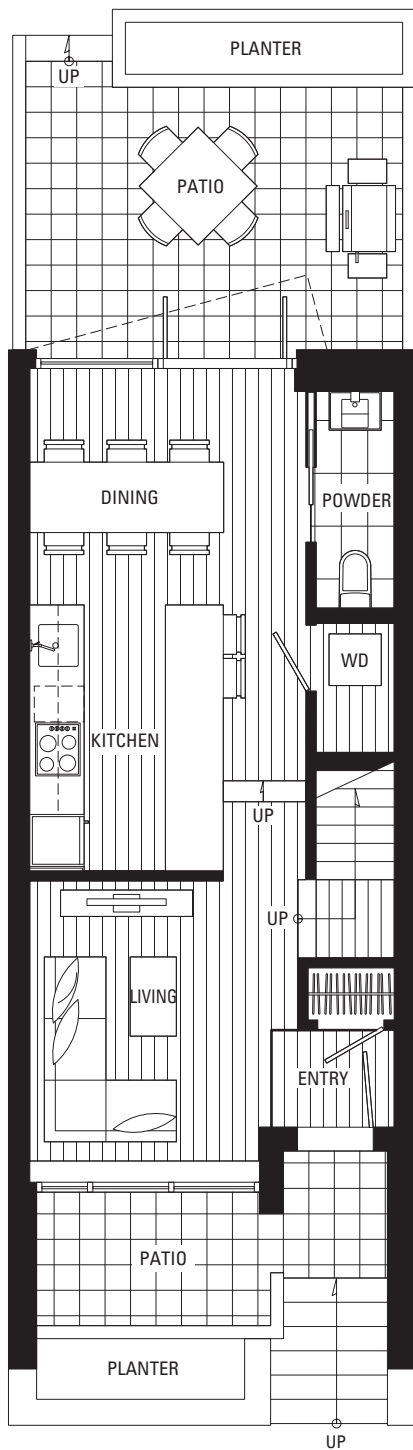 PLANTER
UP
PATIO
DINING
POWDER
WD
KITCHEN
UP
UP
LIVING
ENTRY
PATIO
PLANTER
UP